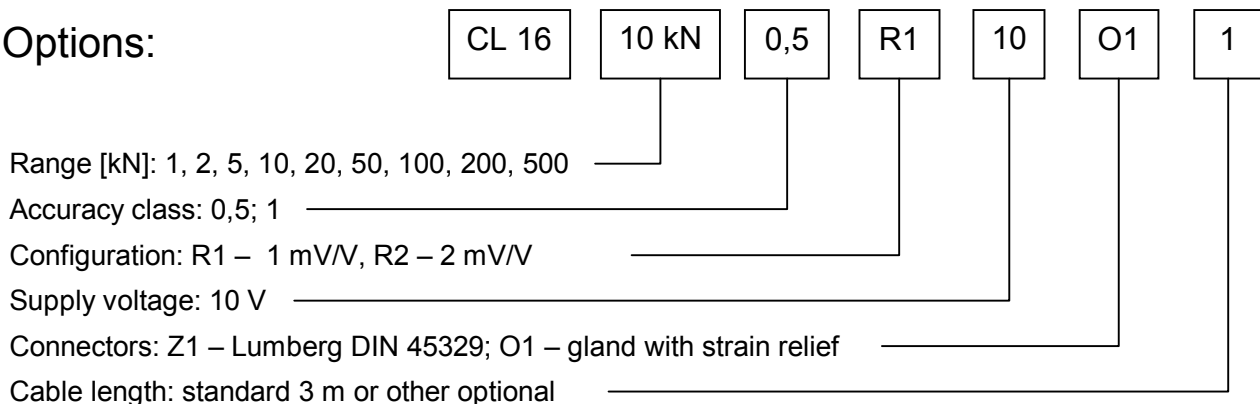 Options: CL 16 10 kN 0,5 R1 10 O1 1
Range [kN]: 1, 2, 5, 10, 20, 50, 100, 200, 500
Accuracy class: 0,5; 1
Configuration: R1 – 1 mV/V, R2 – 2 mV/V
Supply voltage: 10 V
Connectors: Z1 – Lumberg DIN 45329; O1 – gland with strain relief
Cable length: standard 3 m or other optional